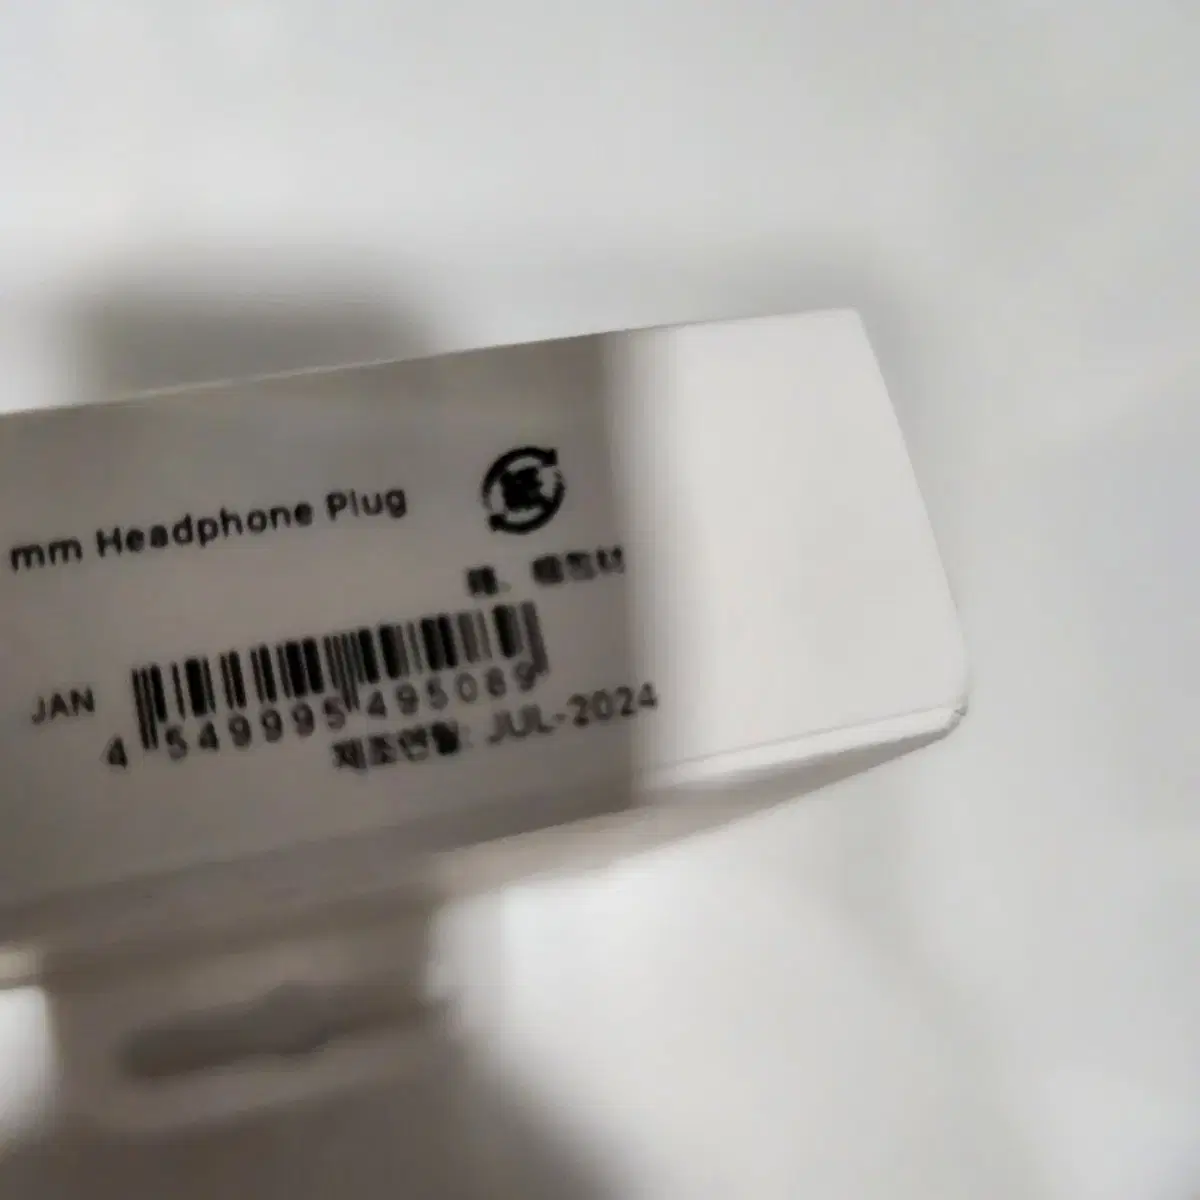 mm Headphone Plug
JAN
4 549995 495089
제조연월: JUL-2024